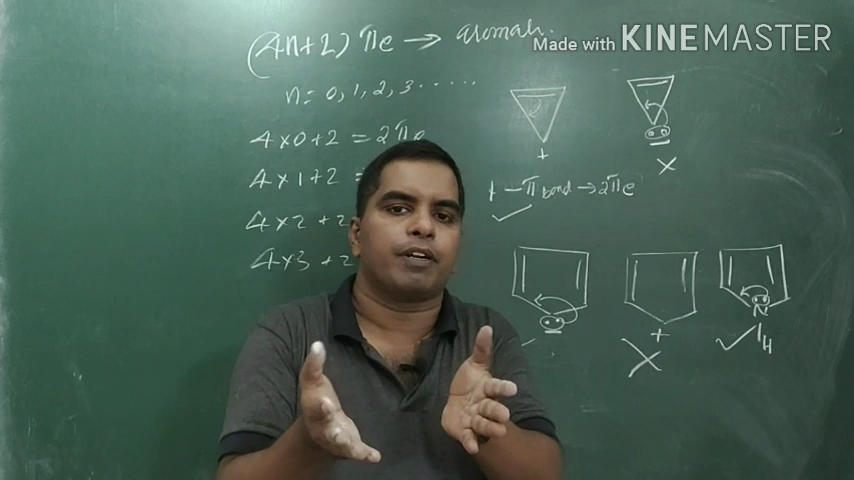 Made with KINEMASTER
(4n+2) πe → aromatic
n = 0, 1, 2, 3 ......
4×0+2 = 2πe
4×1+2 =
4×2+2
4×3+2
+
×
1 - π bond → 2πe
✓
+
×
✓
N
H